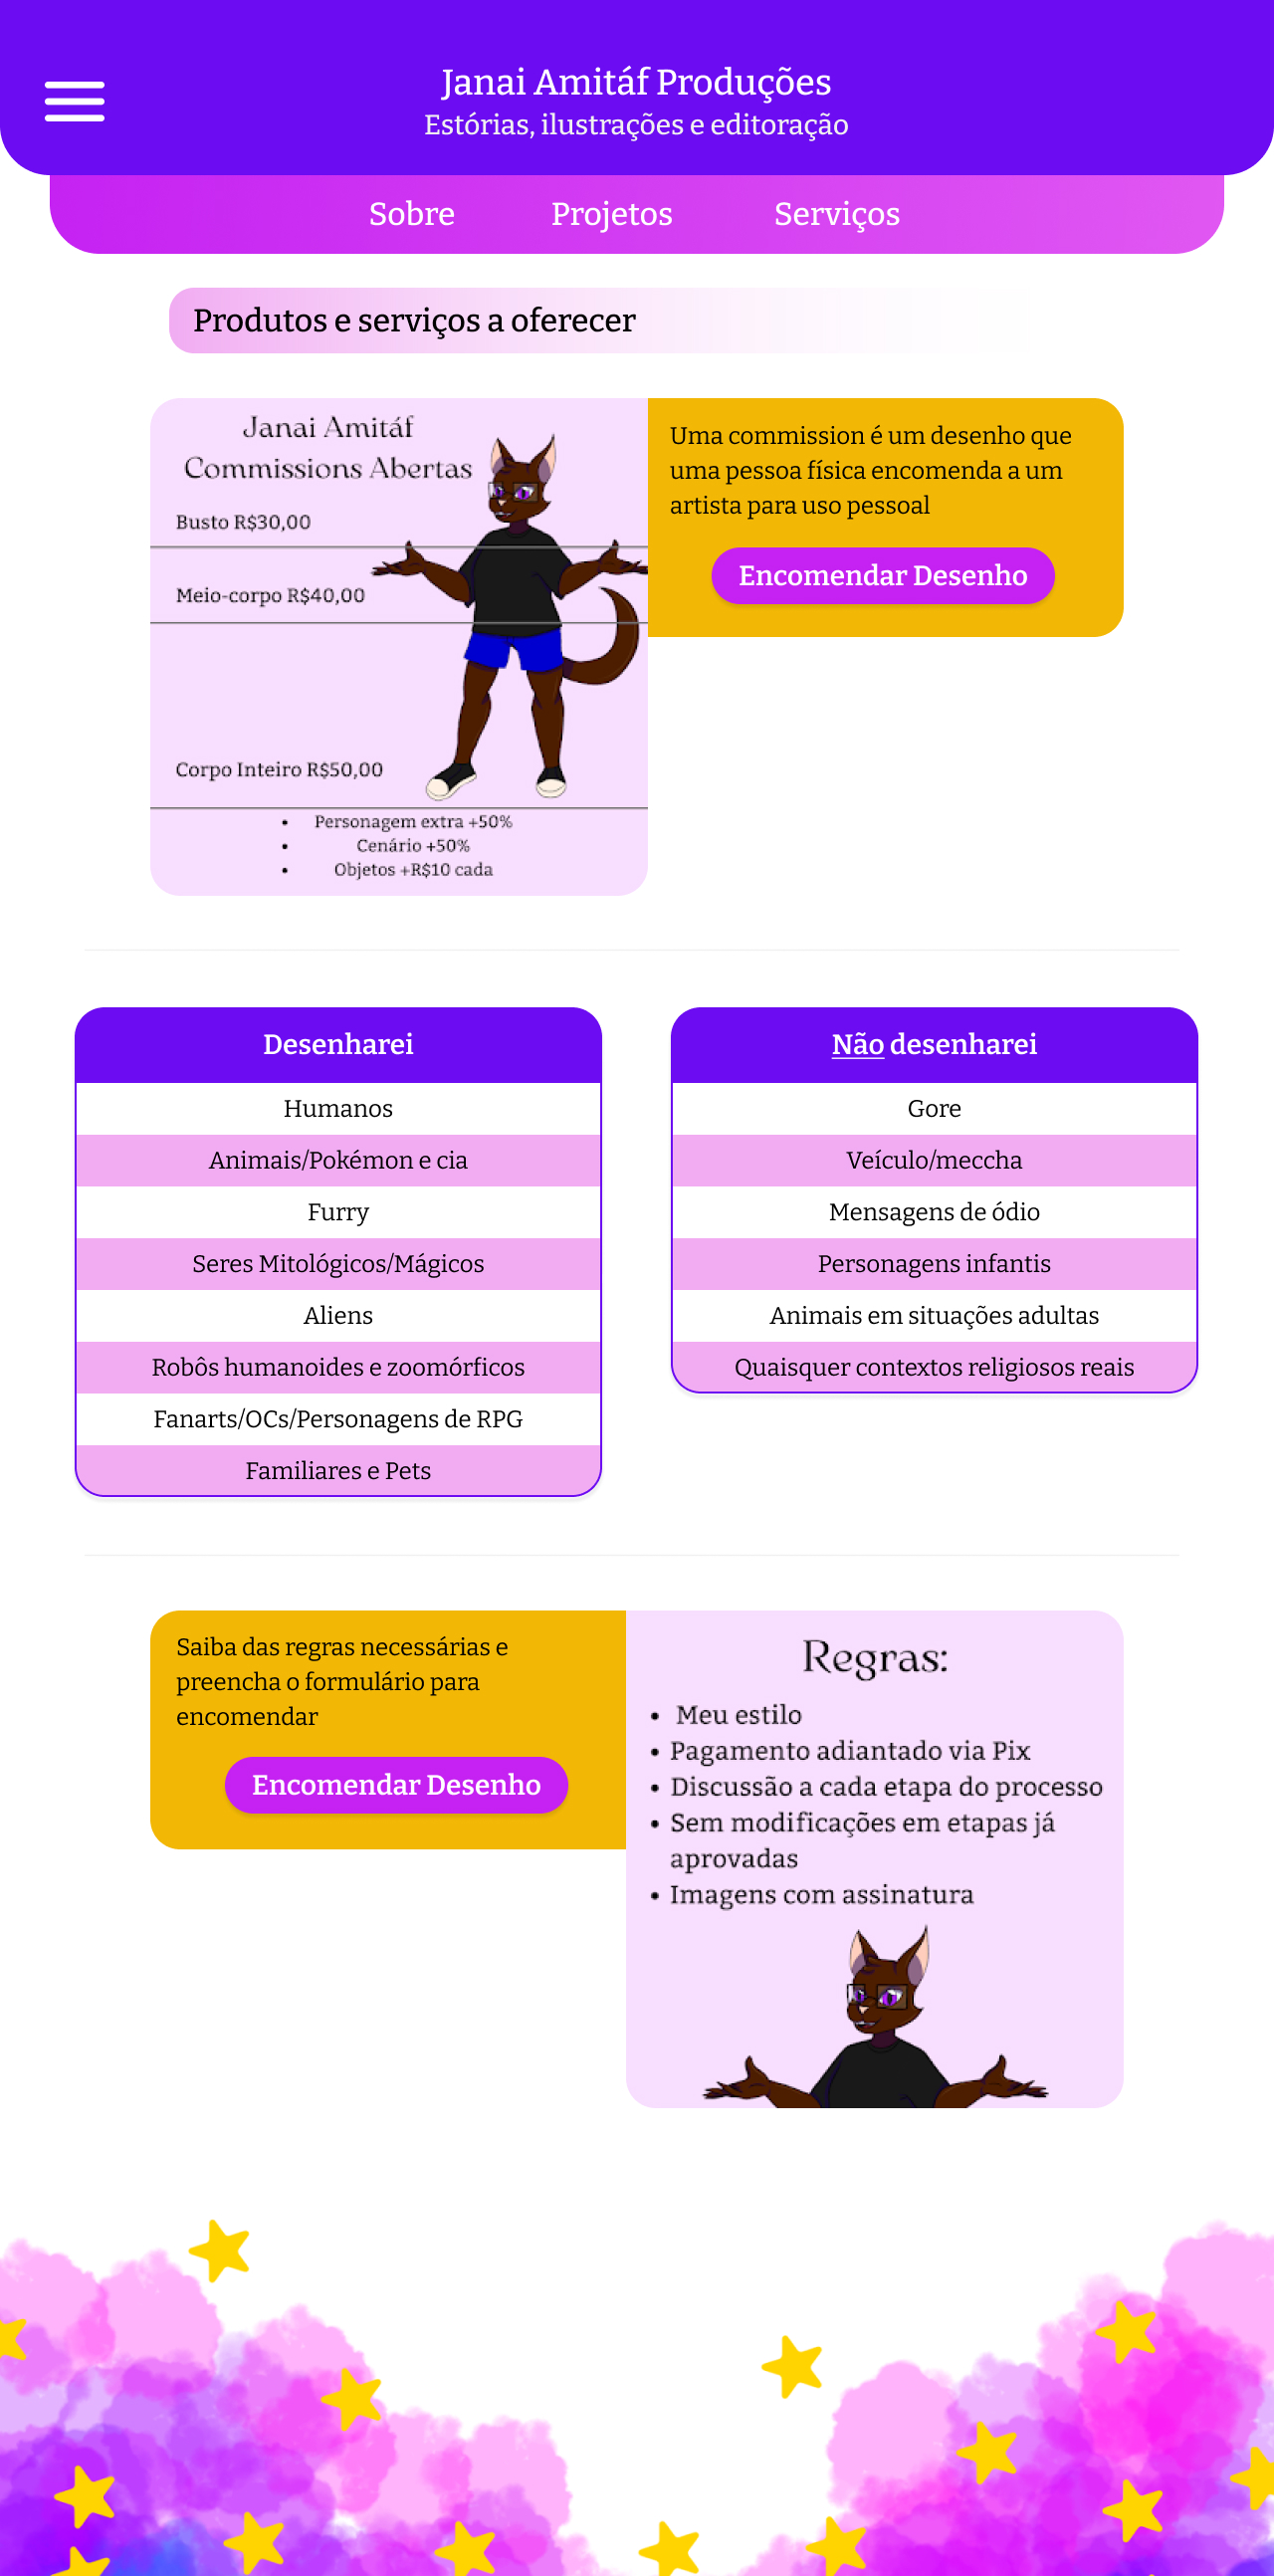 Janai Amitáf Produções
Estórias, ilustrações e editoração
Sobre Projetos Serviços
Produtos e serviços a oferecer
Janai Amitáf
Commissions Abertas
Busto R$30,00
Meio-corpo R$40,00
Corpo Inteiro R$50,00
• Personagem extra +50%
• Cenário +50%
• Objetos +R$10 cada
Uma commission é um desenho que
uma pessoa física encomenda a um
artista para uso pessoal
Encomendar Desenho
Desenharei
Humanos
Animais/Pokémon e cia
Furry
Seres Mitológicos/Mágicos
Aliens
Robôs humanoides e zoomórficos
Fanarts/OCs/Personagens de RPG
Familiares e Pets
Não desenharei
Gore
Veículo/meccha
Mensagens de ódio
Personagens infantis
Animais em situações adultas
Quaisquer contextos religiosos reais
Saiba das regras necessárias e
preencha o formulário para
encomendar
Encomendar Desenho
Regras:
• Meu estilo
• Pagamento adiantado via Pix
• Discussão a cada etapa do processo
• Sem modificações em etapas já
aprovadas
• Imagens com assinatura